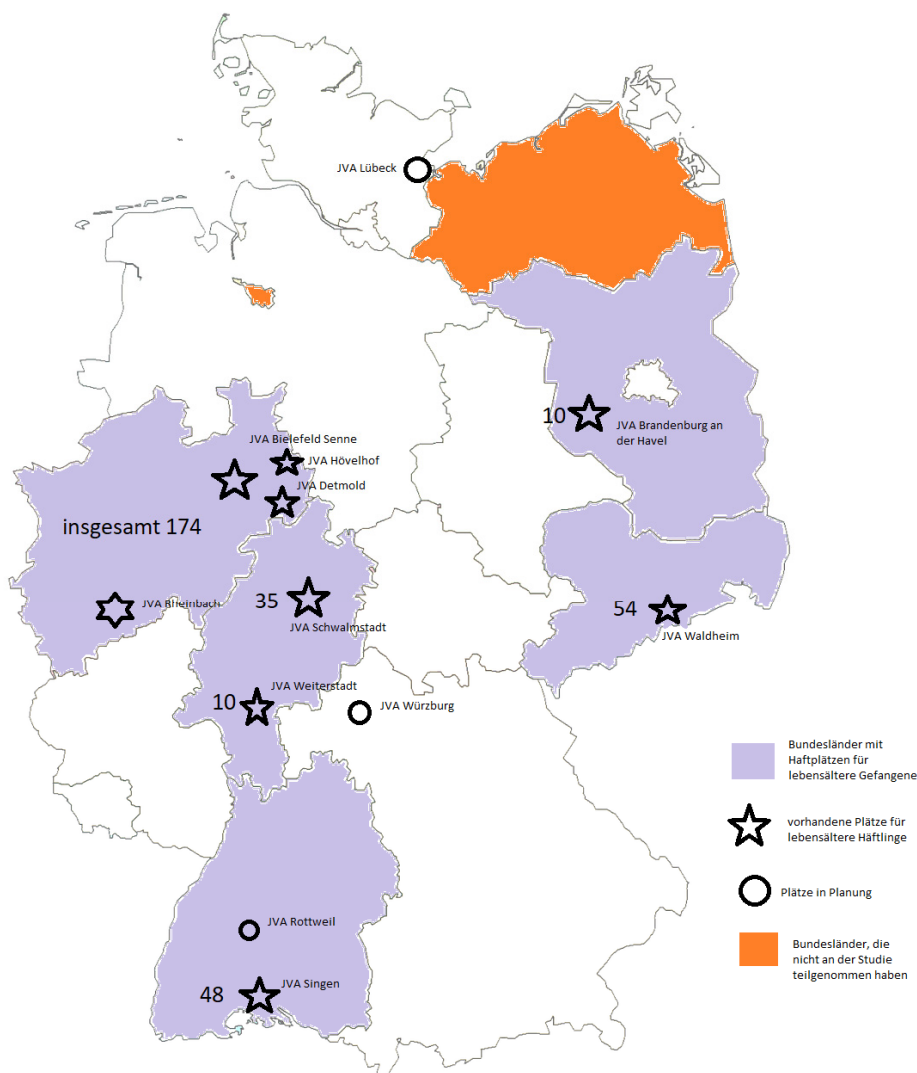 JVA Lübeck
10
JVA Brandenburg an
der Havel
JVA Bielefeld Senne
JVA Hövelhof
JVA Detmold
insgesamt 174
JVA Rheinbach
35
JVA Schwalmstadt
54
JVA Waldheim
JVA Weiterstadt
10
JVA Würzburg
Bundesländer mit
Haftplätzen für
lebensältere Gefangene
vorhandene Plätze für
lebensältere Häftlinge
Plätze in Planung
JVA Rottweil
Bundesländer, die
nicht an der Studie
teilgenommen haben
JVA Singen
48